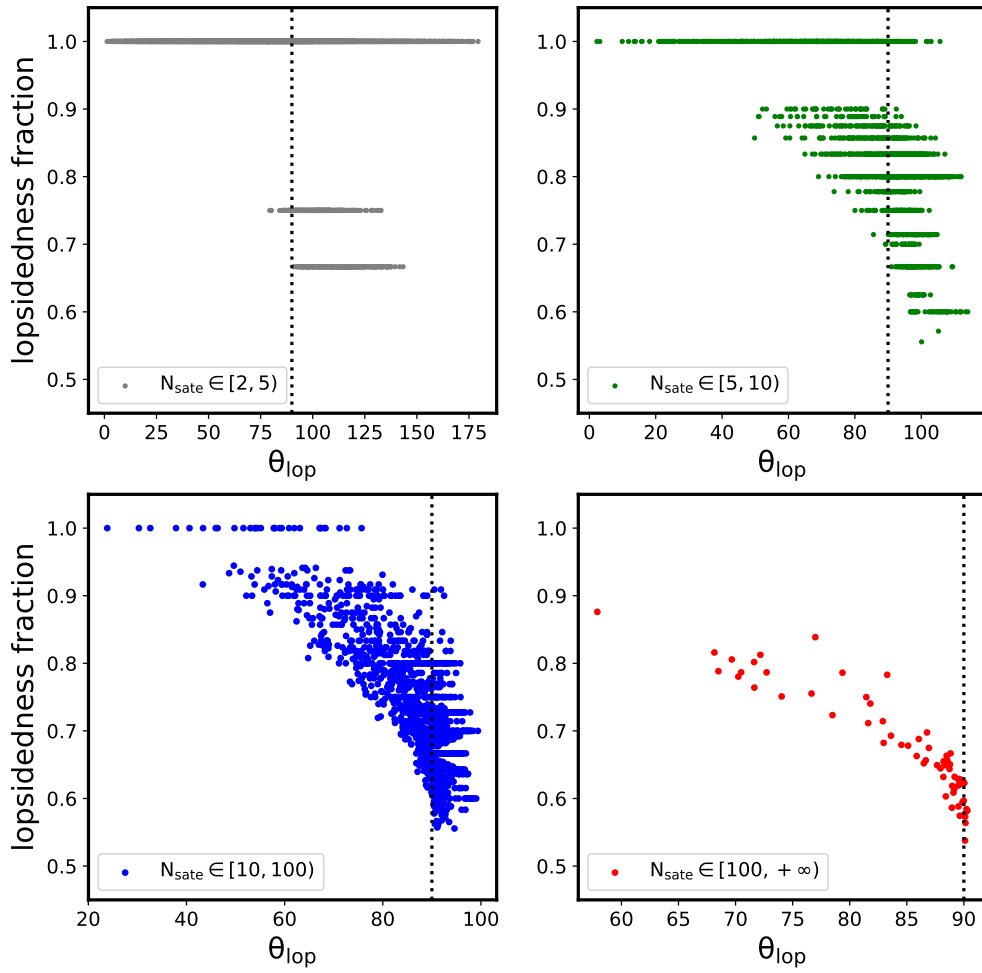 lopsidedness fraction
1.0
0.9
0.8
0.7
0.6
0.5
N_sate ∈ [2, 5)
0 25 50 75 100 125 150 175
θ_lop
1.0
0.9
0.8
0.7
0.6
0.5
N_sate ∈ [5, 10)
0 20 40 60 80 100
θ_lop
lopsidedness fraction
1.0
0.9
0.8
0.7
0.6
0.5
N_sate ∈ [10, 100)
20 40 60 80 100
θ_lop
1.0
0.9
0.8
0.7
0.6
0.5
N_sate ∈ [100, +∞)
60 65 70 75 80 85 90
θ_lop